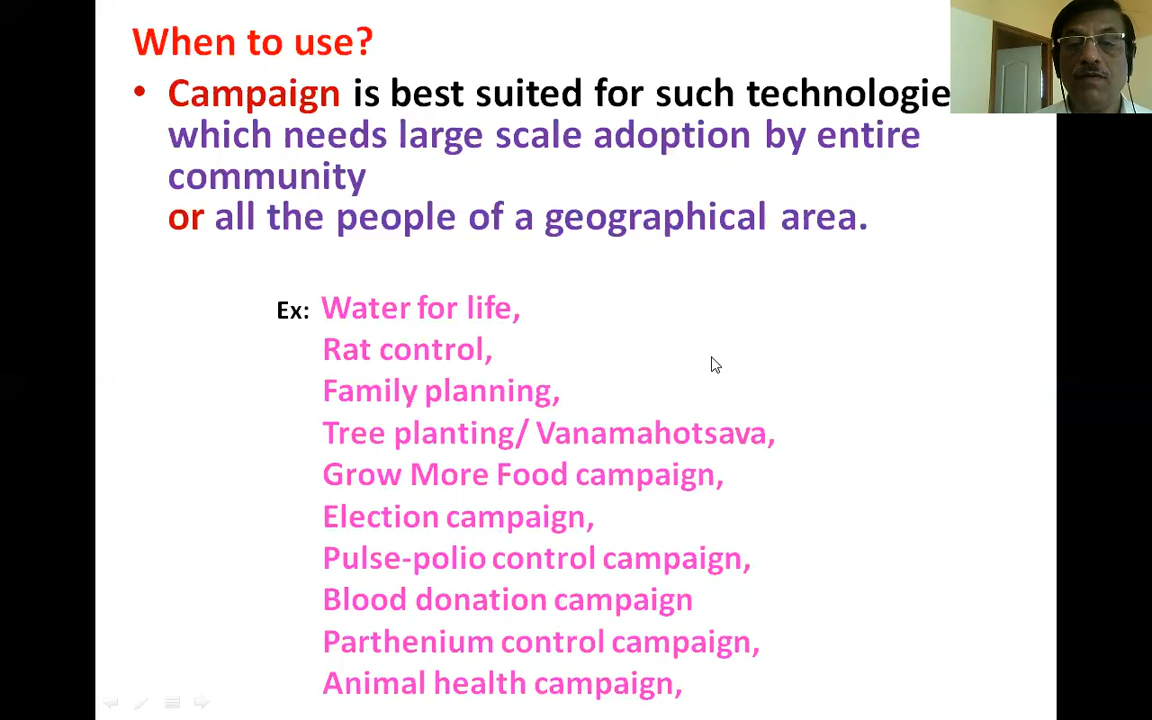 When to use?
• Campaign is best suited for such technologie
which needs large scale adoption by entire
community
or all the people of a geographical area.
Ex: Water for life,
Rat control,
Family planning,
Tree planting/ Vanamahotsava,
Grow More Food campaign,
Election campaign,
Pulse-polio control campaign,
Blood donation campaign
Parthenium control campaign,
Animal health campaign,